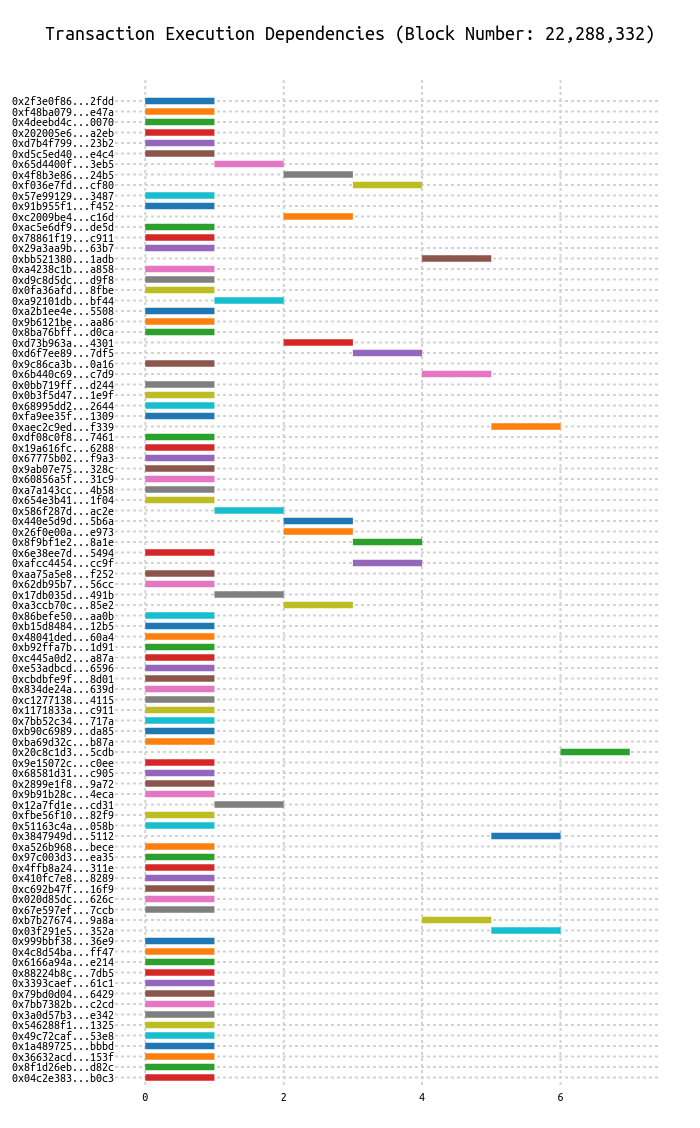 Transaction Execution Dependencies (Block Number: 22,288,332)
0x2f3e0f86...2fdd
0xf48ba079...e47a
0x4deebd4c...0070
0x202005e6...a2eb
0xd7b4f799...23b2
0xd5c5ed40...e4c4
0x65d4400f...3eb5
0x4f8b3e86...24b5
0xf036e7fd...cf80
0x57e99129...3487
0x91b955f1...f452
0xc2009be4...c16d
0xac5e6df9...de5d
0x78861f19...c911
0x29a3aa9b...63b7
0xbb521380...1adb
0xa4238c1b...a858
0xd9c8d5dc...d9f8
0x0fa36afd...8fbe
0xa92101db...bf44
0xa2b1ee4e...5508
0x9b6121be...aa86
0x8ba76bff...d0ca
0xd73b963a...4301
0xd6f7ee89...7df5
0x9c86ca3b...0a16
0x6b440c69...c7d9
0x0bb719ff...d244
0x0b3f5d47...1e9f
0x68995dd2...2644
0xfa9ee35f...1309
0xaec2c9ed...f339
0xdf08c0f8...7461
0x19a616fc...6288
0x67775b02...f9a3
0x9ab07e75...328c
0x60856a5f...31c9
0xa7a143cc...4b58
0x654e3b41...1f04
0x586f287d...ac2e
0x440e5d9d...5b6a
0x26f0e00a...e973
0x8f9bf1e2...8a1e
0x6e38ee7d...5494
0xafcc4454...cc9f
0xaa75a5e8...f252
0x62db95b7...56cc
0x17db035d...491b
0xa3ccb70c...85e2
0x86befe50...aa0b
0xb15d8484...12b5
0x48041ded...60a4
0xb92ffa7b...1d91
0xc445a0d2...a87a
0xe53adbcd...6596
0xcbdbfe9f...8d01
0x834de24a...639d
0xc1277138...4115
0x1171833a...c911
0x7bb52c34...717a
0xb90c6989...da85
0xba69d32c...b87a
0x20c8c1d3...5cdb
0x9e15072c...c0ee
0x68581d31...c905
0x2899e1f8...9a72
0x9b91b28c...4eca
0x12a7fd1e...cd31
0xfbe56f10...82f9
0x51163c4a...058b
0x3847949d...5112
0xa526b968...bece
0x97c003d3...ea35
0x4ffb8a24...311e
0x410fc7e8...8289
0xc692b47f...16f9
0x020d85dc...626c
0x67e597ef...7ccb
0xb7b27674...9a8a
0x03f291e5...352a
0x999bbf38...36e9
0x4c8d54ba...ff47
0x6166a94a...e214
0x88224b8c...7db5
0x3393caef...61c1
0x79bd0d04...6429
0x7bb7382b...c2cd
0x3a0d57b3...e342
0x546288f1...1325
0x49c72caf...53e8
0x1a489725...bbbd
0x36632acd...153f
0x8f1d26eb...d82c
0x04c2e383...b0c3
0 2 4 6